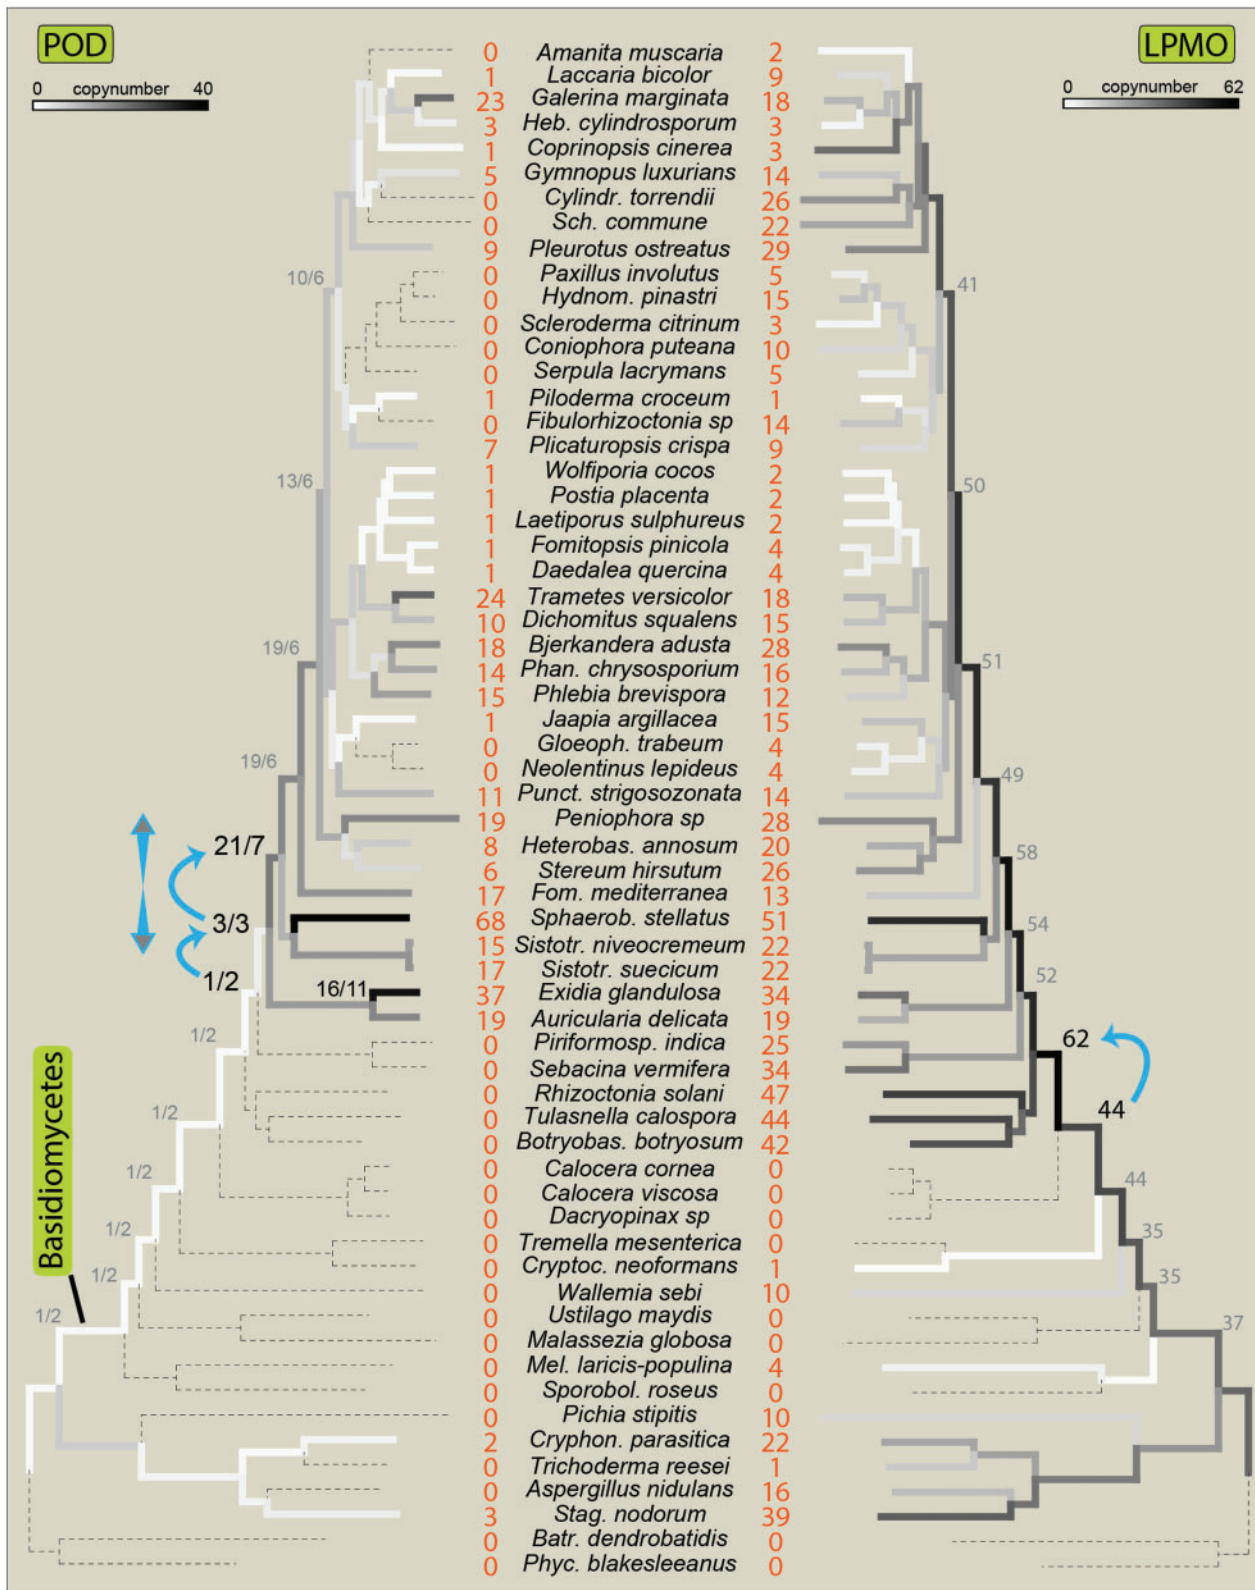 POD
LPMO
0 copynumber 40
0 copynumber 62
0 Amanita muscaria 2
1 Laccaria bicolor 9
23 Galerina marginata 18
3 Heb. cylindrosporum 3
1 Coprinopsis cinerea 3
5 Gymnopus luxurians 14
0 Cylindr. torrendii 26
0 Sch. commune 22
9 Pleurotus ostreatus 29
10/6 0 Paxillus involutus 5 41
0 Hydnom. pinastri 15
0 Scleroderma citrinum 3
0 Coniophora puteana 10
0 Serpula lacrymans 5
1 Piloderma croceum 1
0 Fibulorhizoctonia sp 14
7 Plicaturopsis crispa 9
1 Wolfiporia cocos 2
13/6 1 Postia placenta 2 50
1 Laetiporus sulphureus 2
1 Fomitopsis pinicola 4
1 Daedalea quercina 4
24 Trametes versicolor 18
10 Dichomitus squalens 15
19/6 18 Bjerkandera adusta 28
14 Phan. chrysosporium 16 51
15 Phlebia brevispora 12
1 Jaapia argillacea 15
0 Gloeoph. trabeum 4
19/6 0 Neolentinus lepideus 4 49
11 Punct. strigosozonata 14
19 Peniophora sp 28
21/7 8 Heterobas. annosum 20 58
6 Stereum hirsutum 26
17 Fom. mediterranea 13
3/3 68 Sphaerob. stellatus 51 54
15 Sistotr. niveocremeum 22
1/2 17 Sistotr. suecicum 22 52
16/11 37 Exidia glandulosa 34
19 Auricularia delicata 19
1/2 0 Piriformosp. indica 25 62
0 Sebacina vermifera 34
0 Rhizoctonia solani 47
1/2 0 Tulasnella calospora 44 44
0 Botryobas. botryosum 42
0 Calocera cornea 0
1/2 0 Calocera viscosa 0 44
0 Dacryopinax sp 0
1/2 0 Tremella mesenterica 0 35
1/2 0 Cryptoc. neoformans 1 35
0 Wallemia sebi 10
1/2 0 Ustilago maydis 0 37
0 Malassezia globosa 0
0 Mel. laricis-populina 4
0 Sporobol. roseus 0
0 Pichia stipitis 10
2 Cryphon. parasitica 22
0 Trichoderma reesei 1
0 Aspergillus nidulans 16
3 Stag. nodorum 39
0 Batr. dendrobatidis 0
0 Phyc. blakesleeanus 0
Basidiomycetes